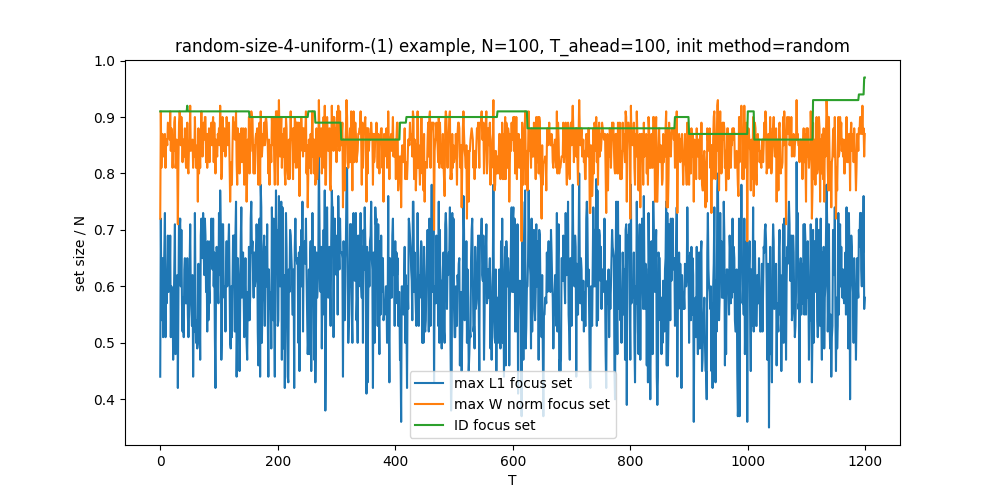 random-size-4-uniform-(1) example, N=100, T_ahead=100, init method=random
1.0
0.9
0.8
0.7
0.6
0.5
0.4
set size / N
max L1 focus set
max W norm focus set
ID focus set
0 200 400 600 800 1000 1200
T